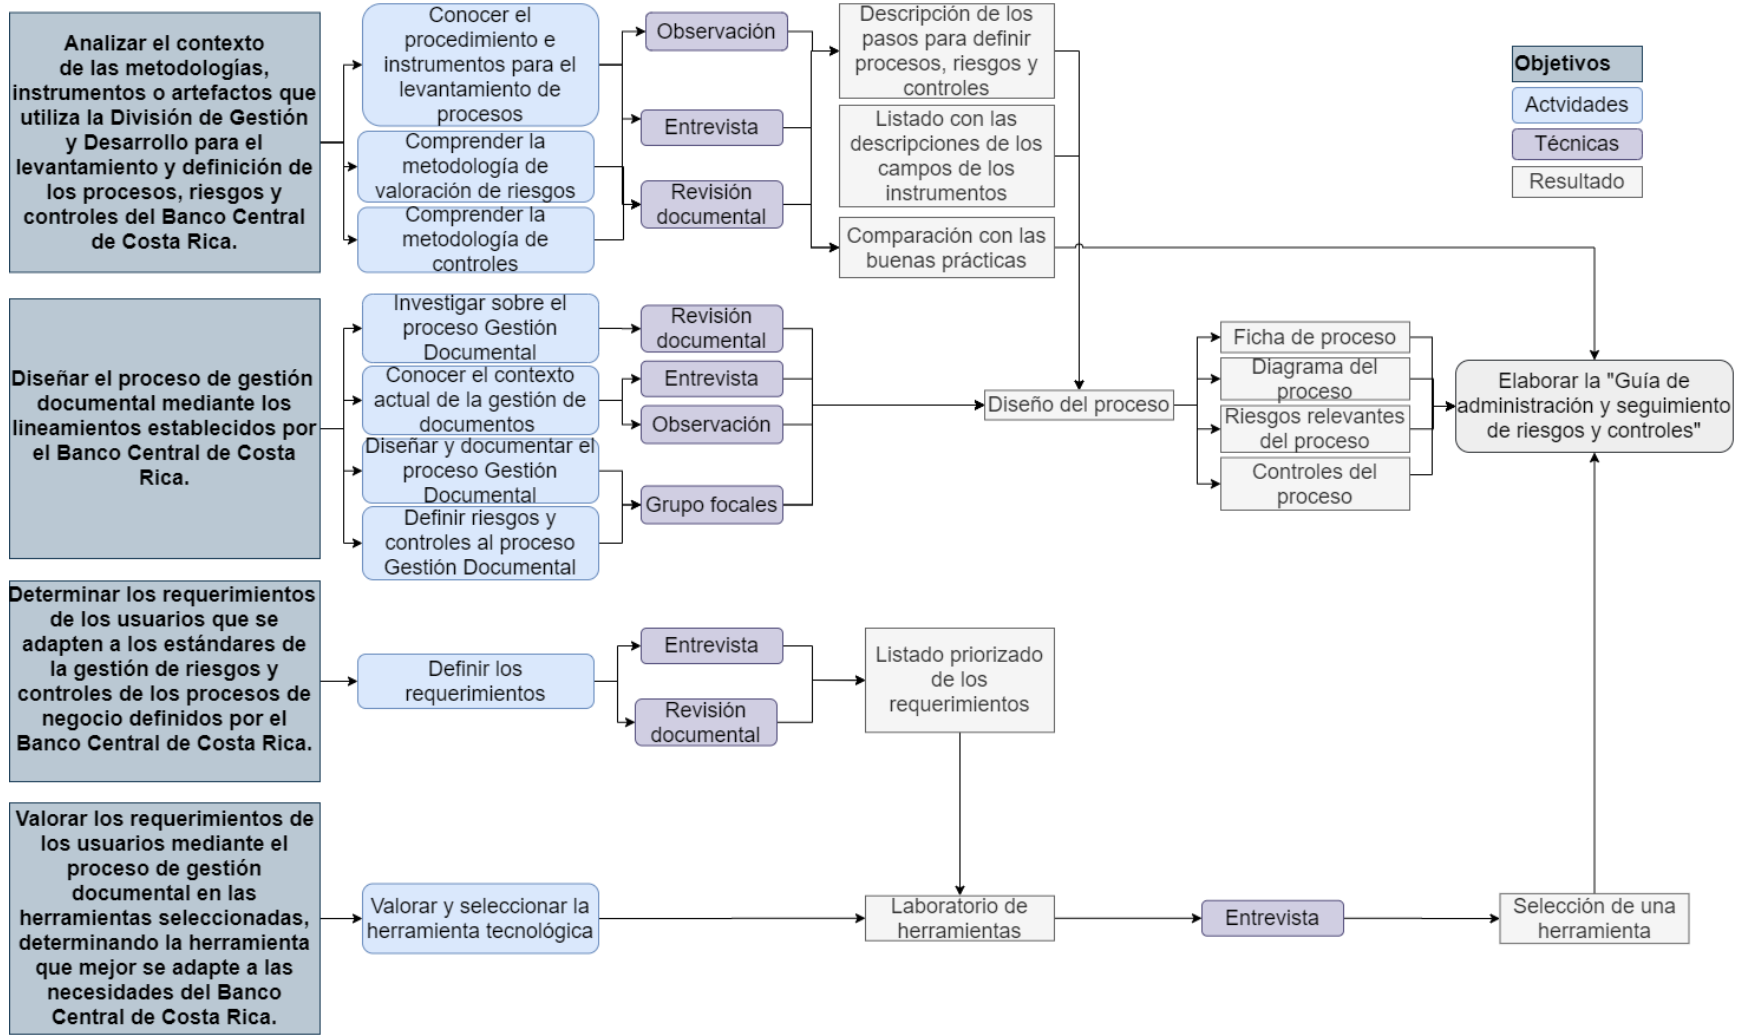 Analizar el contexto
de las metodologías,
instrumentos o artefactos que
utiliza la División de Gestión
y Desarrollo para el
levantamiento y definición de
los procesos, riesgos y
controles del Banco Central
de Costa Rica.
Conocer el
procedimiento e
instrumentos para el
levantamiento de
procesos
Comprender la
metodología de
valoración de riesgos
Comprender la
metodología de
controles
Observación
Entrevista
Revisión
documental
Descripción de los
pasos para definir
procesos, riesgos y
controles
Listado con las
descripciones de los
campos de los
instrumentos
Comparación con las
buenas prácticas
Objetivos
Actvidades
Técnicas
Resultado
Diseñar el proceso de gestión
documental mediante los
lineamientos establecidos por
el Banco Central de Costa
Rica.
Investigar sobre el
proceso Gestión
Documental
Conocer el contexto
actual de la gestión de
documentos
Diseñar y documentar el
proceso Gestión
Documental
Definir riesgos y
controles al proceso
Gestión Documental
Revisión
documental
Entrevista
Observación
Grupo focales
Diseño del proceso
Ficha de proceso
Diagrama del
proceso
Riesgos relevantes
del proceso
Controles del
proceso
Elaborar la "Guía de
administración y seguimiento
de riesgos y controles"
Determinar los requerimientos
de los usuarios que se
adapten a los estándares de
la gestión de riesgos y
controles de los procesos de
negocio definidos por el
Banco Central de Costa Rica.
Definir los
requerimientos
Entrevista
Revisión
documental
Listado priorizado
de los
requerimientos
Valorar los requerimientos de
los usuarios mediante el
proceso de gestión
documental en las
herramientas seleccionadas,
determinando la herramienta
que mejor se adapte a las
necesidades del Banco
Central de Costa Rica.
Valorar y seleccionar la
herramienta tecnológica
Laboratorio de
herramientas
Entrevista
Selección de una
herramienta